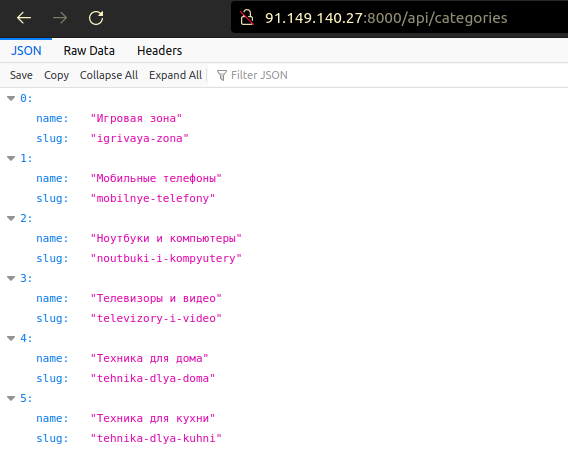 91.149.140.27:8000/api/categories
JSON Raw Data Headers
Save Copy Collapse All Expand All Filter JSON
0:
name: "Игровая зона"
slug: "igrivaya-zona"
1:
name: "Мобильные телефоны"
slug: "mobilnye-telefony"
2:
name: "Ноутбуки и компьютеры"
slug: "noutbuki-i-kompyutery"
3:
name: "Телевизоры и видео"
slug: "televizory-i-video"
4:
name: "Техника для дома"
slug: "tehnika-dlya-doma"
5:
name: "Техника для кухни"
slug: "tehnika-dlya-kuhni"